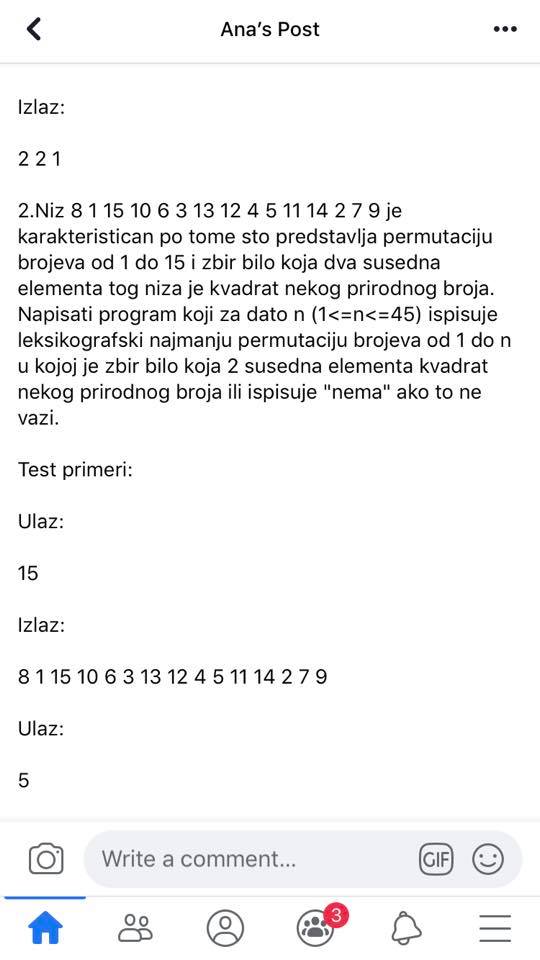 Ana's Post
Izlaz:
2 2 1
2.Niz 8 1 15 10 6 3 13 12 4 5 11 14 2 7 9 je
karakteristican po tome sto predstavlja permutaciju
brojeva od 1 do 15 i zbir bilo koja dva susedna
elementa tog niza je kvadrat nekog prirodnog broja.
Napisati program koji za dato n (1<=n<=45) ispisuje
leksikografski najmanju permutaciju brojeva od 1 do n
u kojoj je zbir bilo koja 2 susedna elementa kvadrat
nekog prirodnog broja ili ispisuje "nema" ako to ne
vazi.
Test primeri:
Ulaz:
15
Izlaz:
8 1 15 10 6 3 13 12 4 5 11 14 2 7 9
Ulaz:
5
Write a comment...
GIF
3